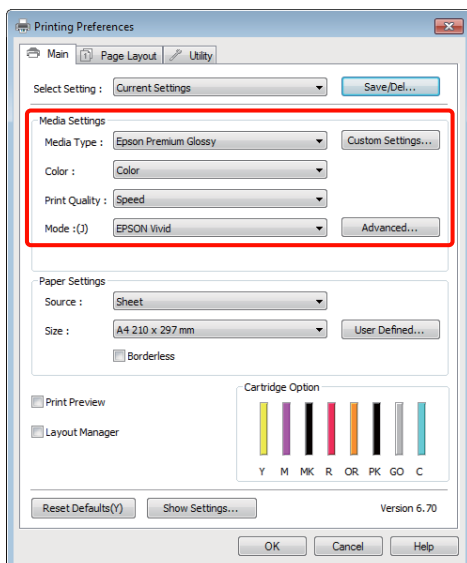 Printing Preferences
Main Page Layout Utility
Select Setting : Current Settings Save/Del...
Media Settings
Media Type : Epson Premium Glossy Custom Settings...
Color : Color
Print Quality : Speed
Mode :(J) EPSON Vivid Advanced...
Paper Settings
Source : Sheet
Size : A4 210 x 297 mm User Defined...
Borderless
Cartridge Option
Print Preview
Layout Manager
Y M MK R OR PK GO C
Reset Defaults(Y) Show Settings... Version 6.70
OK Cancel Help